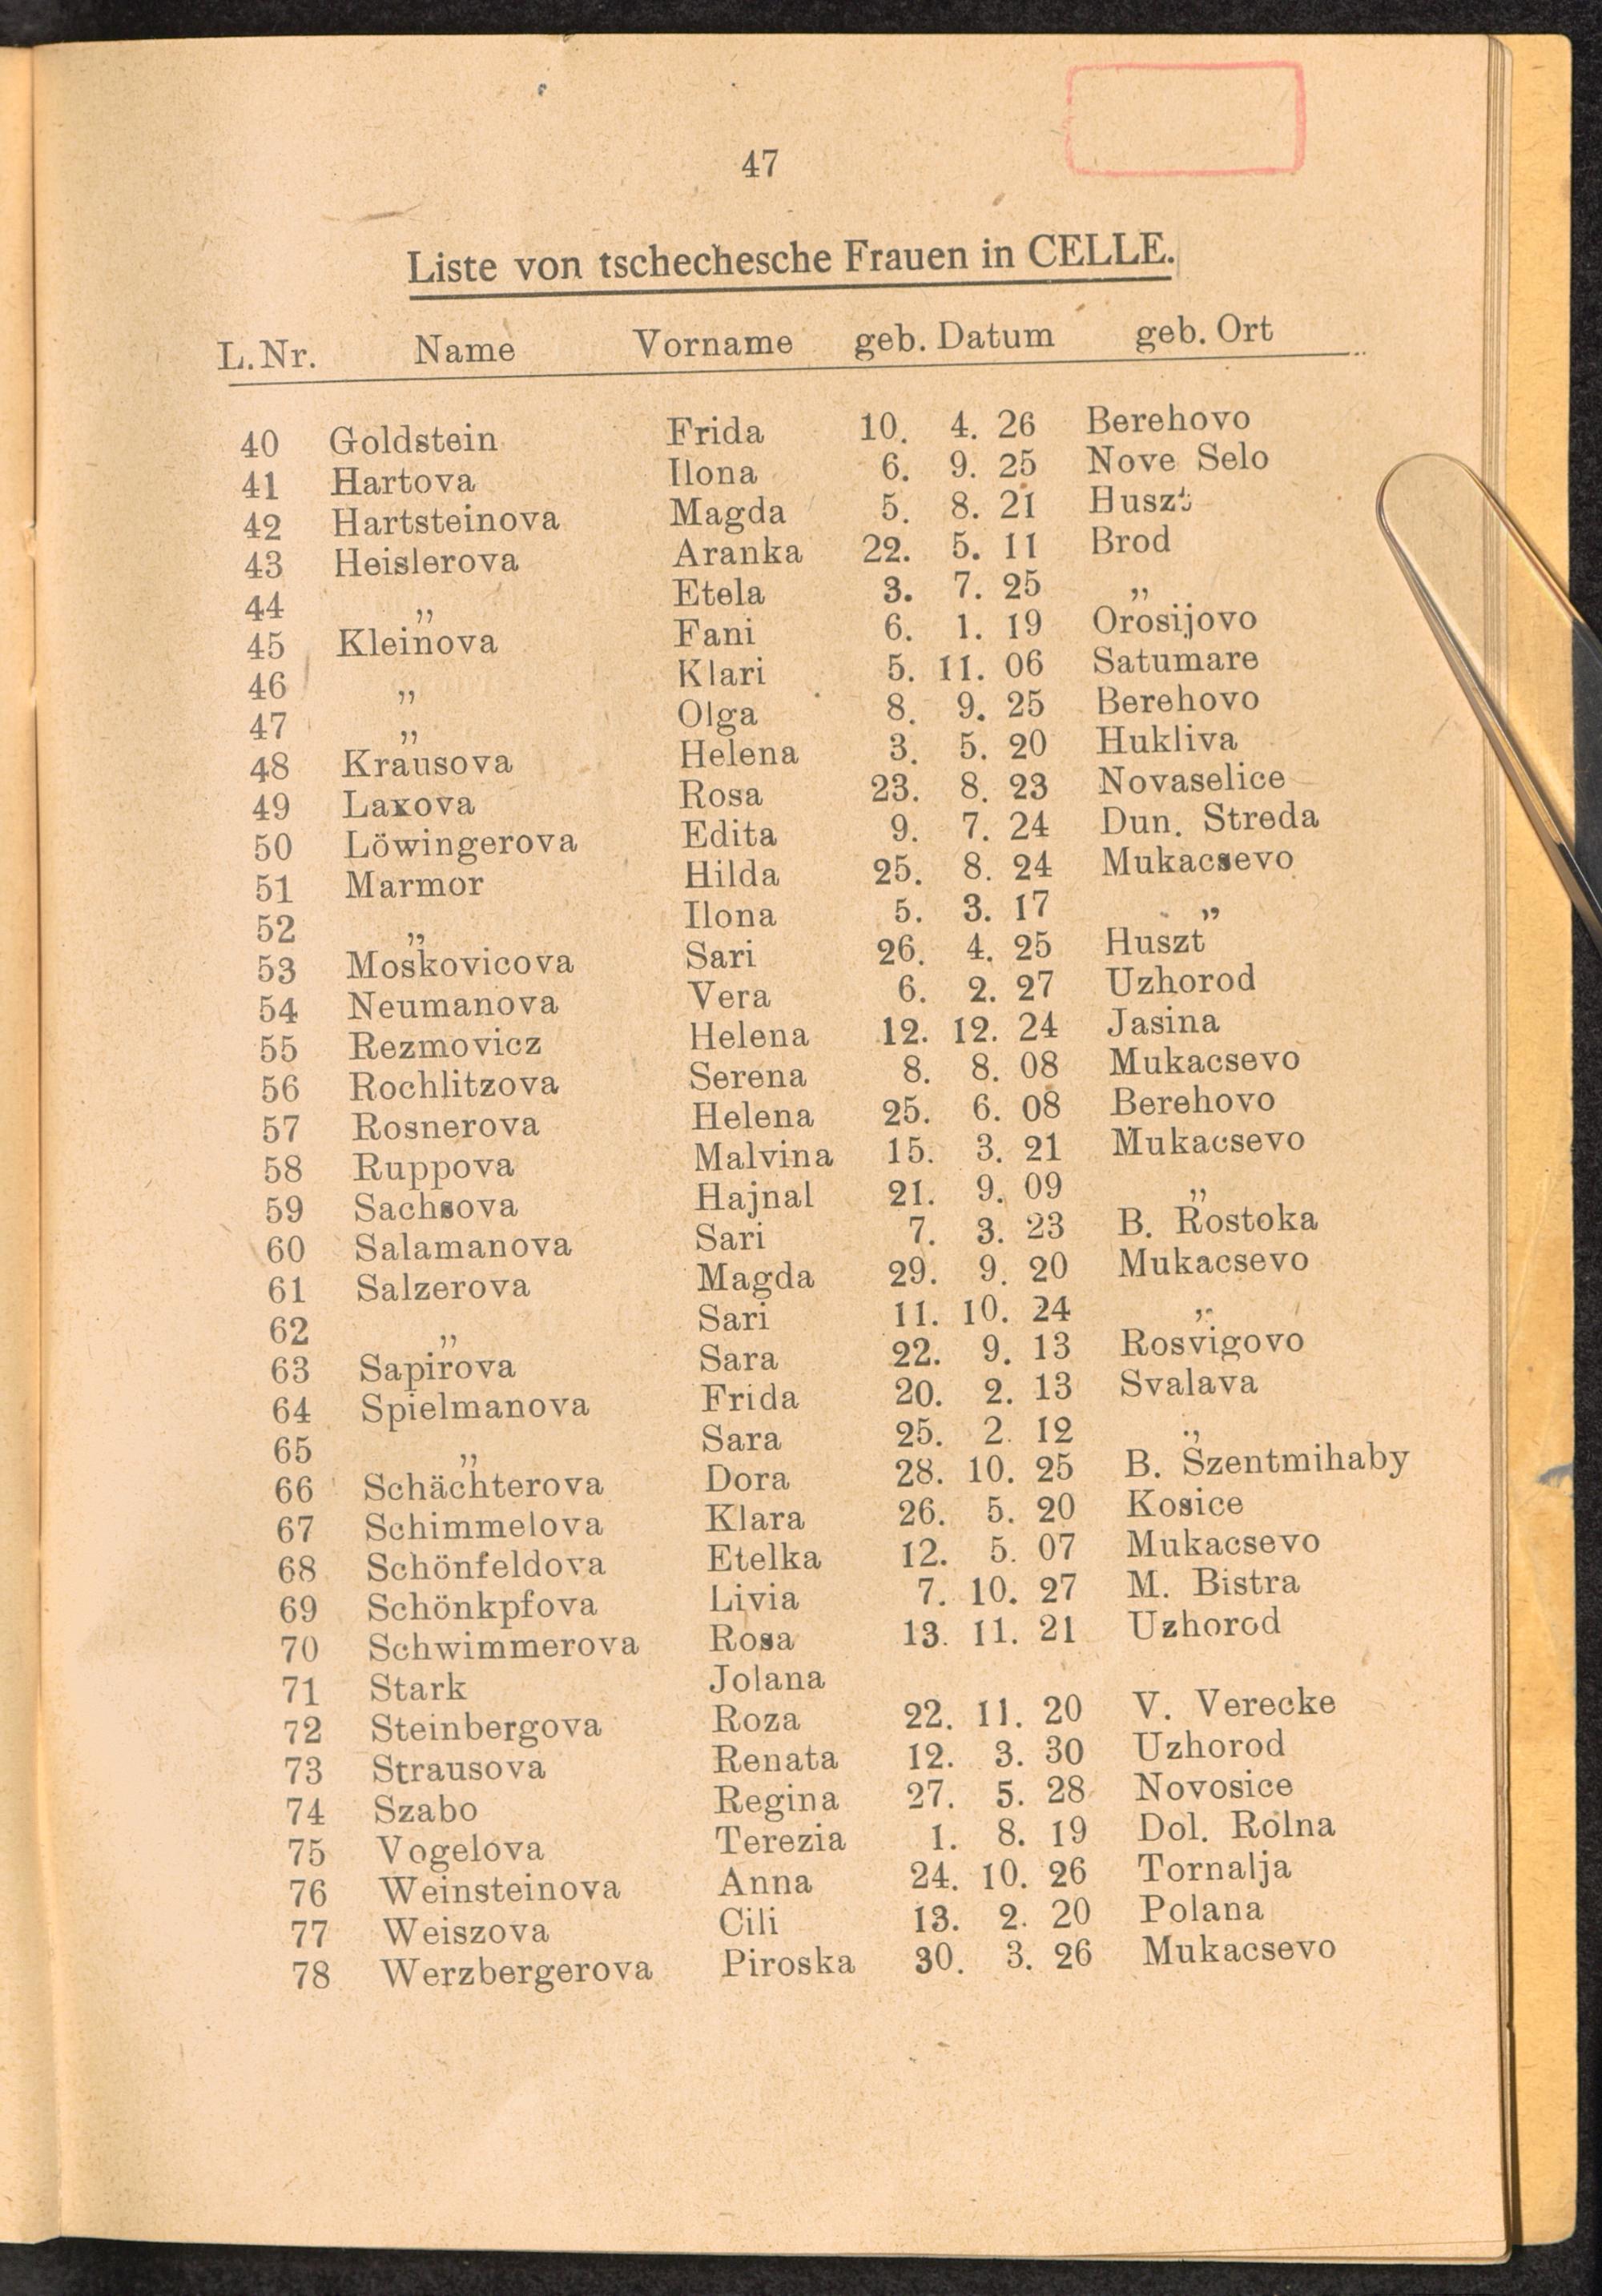 47
Liste von tschechesche Frauen in CELLE.
L. Nr. Name Vorname geb. Datum geb. Ort
40 Goldstein Frida 10. 4. 26 Berehovo
41 Hartova Ilona 6. 9. 25 Nove Selo
42 Hartsteinova Magda 5. 8. 21 Huszt
43 Heislerova Aranka 22. 5. 11 Brod
44 „ Etela 3. 7. 25 „
45 Kleinova Fani 6. 1. 19 Orosijovo
46 „ Klari 5. 11. 06 Satumare
47 „ Olga 8. 9. 25 Berehovo
48 Krausova Helena 3. 5. 20 Hukliva
49 Laxova Rosa 23. 8. 23 Novaselice
50 Löwingerova Edita 9. 7. 24 Dun. Streda
51 Marmor Hilda 25. 8. 24 Mukacsevo
52 „ Ilona 5. 3. 17 „
53 Moskovicova Sari 26. 4. 25 Huszt
54 Neumanova Vera 6. 2. 27 Uzhorod
55 Rezmovicz Helena 12. 12. 24 Jasina
56 Rochlitzova Serena 8. 8. 08 Mukacsevo
57 Rosnerova Helena 25. 6. 08 Berehovo
58 Ruppova Malvina 15. 3. 21 Mukacsevo
59 Sachsova Hajnal 21. 9. 09 „
60 Salamanova Sari 7. 3. 23 B. Rostoka
61 Salzerova Magda 29. 9. 20 Mukacsevo
62 „ Sari 11. 10. 24 „
63 Sapirova Sara 22. 9. 13 Rosvigovo
64 Spielmanova Frida 20. 2. 13 Svalava
65 „ Sara 25. 2. 12 „
66 Schächterova Dora 28. 10. 25 B. Szentmihaby
67 Schimmelova Klara 26. 5. 20 Kosice
68 Schönfeldova Etelka 12. 5. 07 Mukacsevo
69 Schönkpfova Livia 7. 10. 27 M. Bistra
70 Schwimmerova Rosa 13. 11. 21 Uzhorod
71 Stark Jolana
72 Steinbergova Roza 22. 11. 20 V. Verecke
73 Strausova Renata 12. 3. 30 Uzhorod
74 Szabo Regina 27. 5. 28 Novosice
75 Vogelova Terezia 1. 8. 19 Dol. Rolna
76 Weinsteinova Anna 24. 10. 26 Tornalja
77 Weiszova Cili 13. 2. 20 Polana
78 Werzbergerova Piroska 30. 3. 26 Mukacsevo